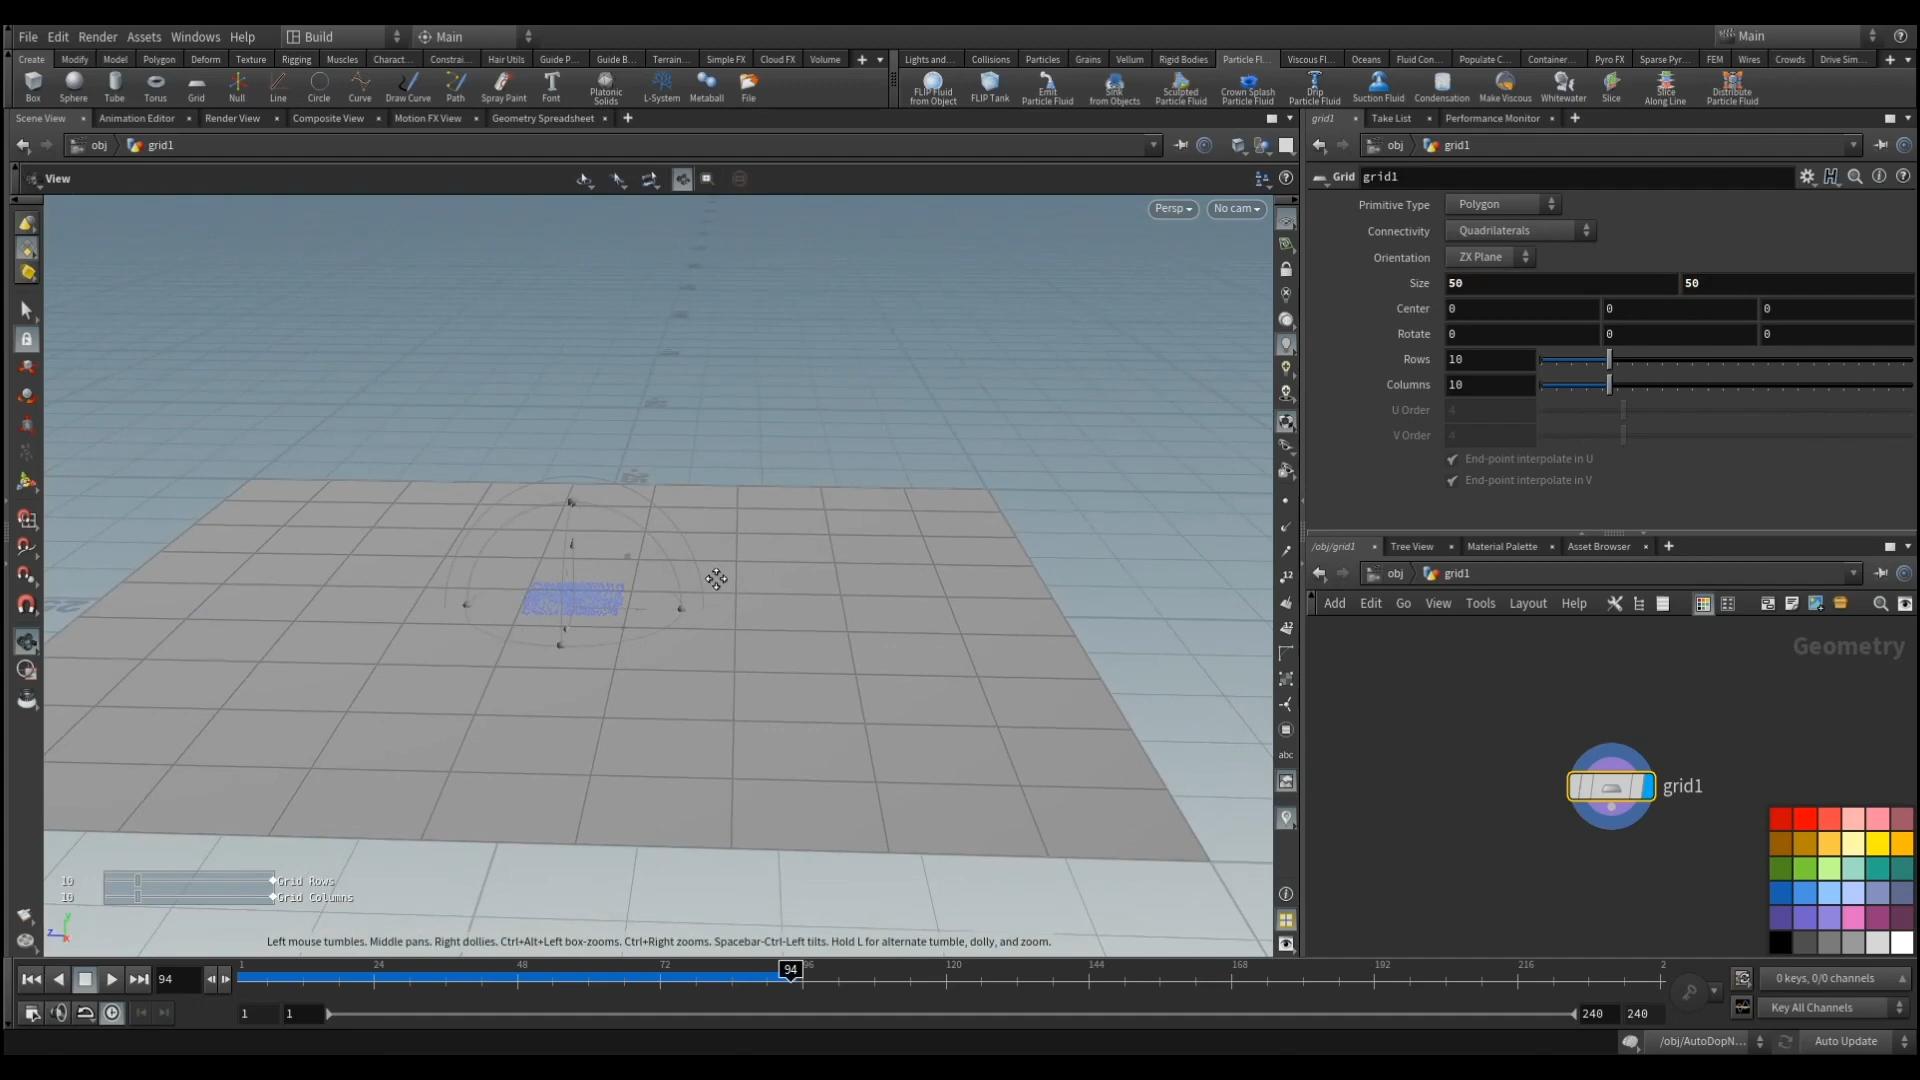 File Edit Render Assets Windows Help Build Main Main
Create Modify Model Polygon Deform Texture Rigging Muscles Charact... Constrai... Hair Utils Guide P... Guide B... Terrain... Simple FX Cloud FX Volume
Lights and... Collisions Particles Grains Vellum Rigid Bodies Particle Fl... Viscous Fl... Oceans Fluid Con... Populate C... Container... Pyro FX Sparse Pyr... FEM Wires Crowds Drive Sim...
Box Sphere Tube Torus Grid Null Line Circle Curve Draw Curve Path Spray Paint Font Platonic Solids L-System Metaball File
FLIP Fluid from Object FLIP Tank Emit Particle Fluid Sink from Objects Sculpted Particle Fluid Crown Splash Particle Fluid Drip Particle Fluid Suction Fluid Condensation Make Viscous Whitewater Slice Slice Along Line Distribute Particle Fluid
Scene View Animation Editor Render View Composite View Motion FX View Geometry Spreadsheet
grid1 Take List Performance Monitor
obj grid1
obj grid1
View
Persp No cam
Grid grid1
Primitive Type Polygon
Connectivity Quadrilaterals
Orientation ZX Plane
Size 50 50
Center 0 0 0
Rotate 0 0 0
Rows 10
Columns 10
U Order 4
V Order 4
End-point interpolate in U
End-point interpolate in V
/obj/grid1 Tree View Material Palette Asset Browser
obj grid1
Add Edit Go View Tools Layout Help
Geometry
grid1
12
12
abc
10 Grid Rows
10 Grid Columns
y
z x
Left mouse tumbles. Middle pans. Right dollies. Ctrl+Alt+Left box-zooms. Ctrl+Right zooms. Spacebar-Ctrl-Left tilts. Hold L for alternate tumble, dolly, and zoom.
94
1 24 48 72 94 96 120 144 168 192 216 2
0 keys, 0/0 channels
1 1 240 240
Key All Channels
/obj/AutoDopN... Auto Update